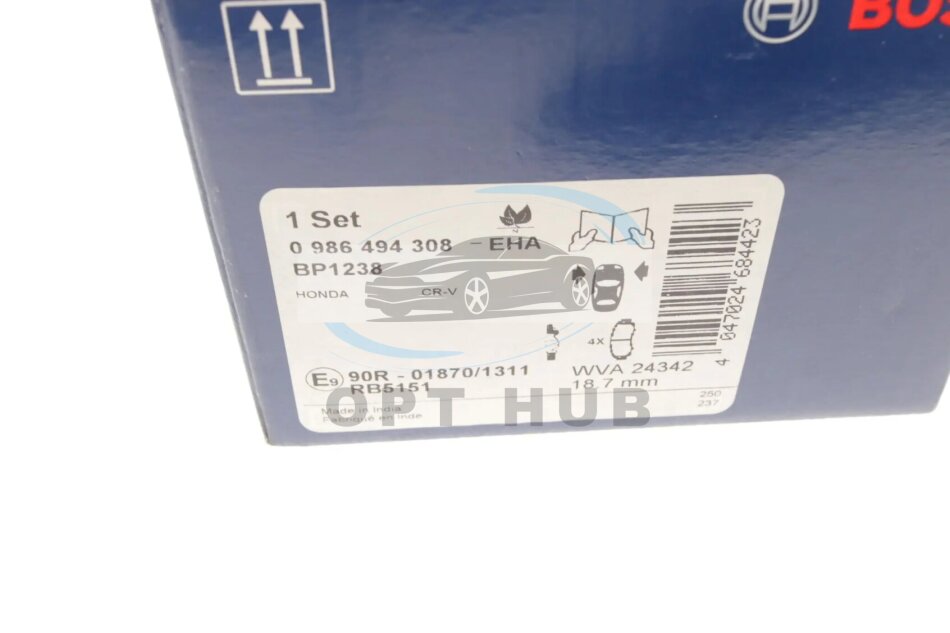 BOS
1 Set
0 986 494 308 - EHA
BP1238
HONDA CR-V
4X
E9 90R - 01870/1311
RB5151
WVA 24342
18,7 mm
Made in India
Fabriqué en Inde
250
237
4 047024 684423
OPT HUB